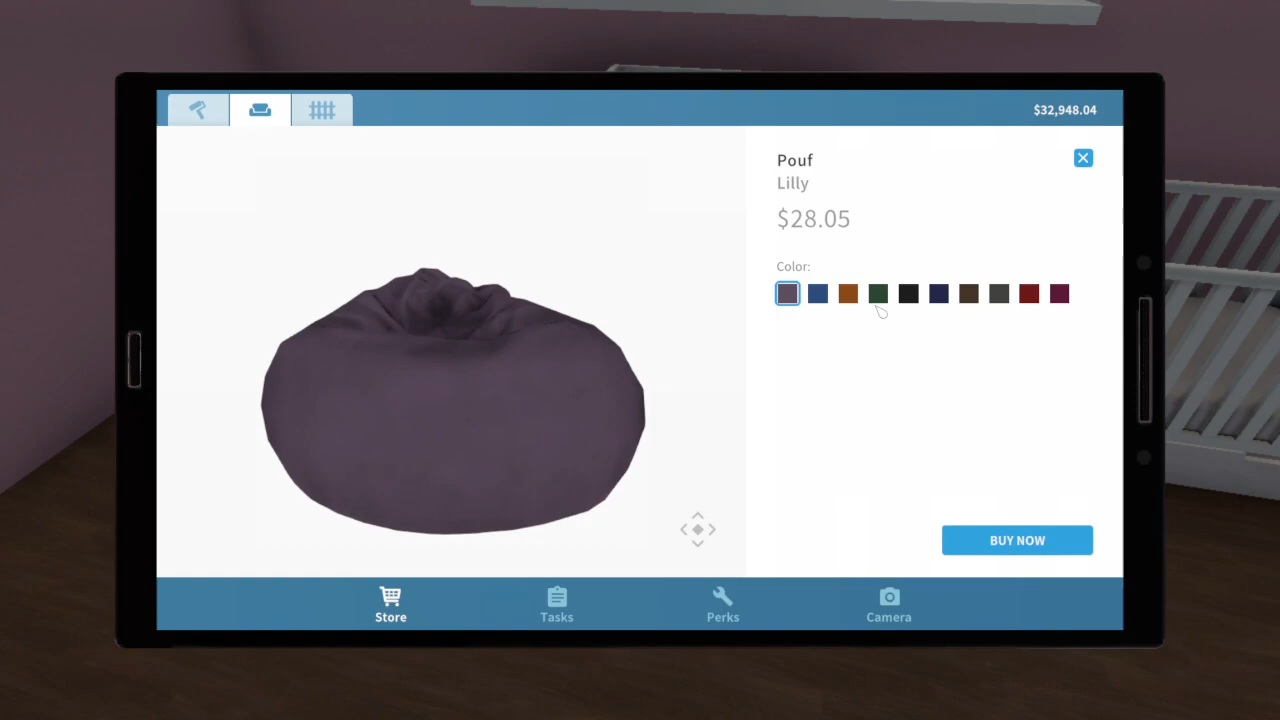 $32,948.04
Pouf
Lilly
$28.05
Color:
BUY NOW
Store
Tasks
Perks
Camera